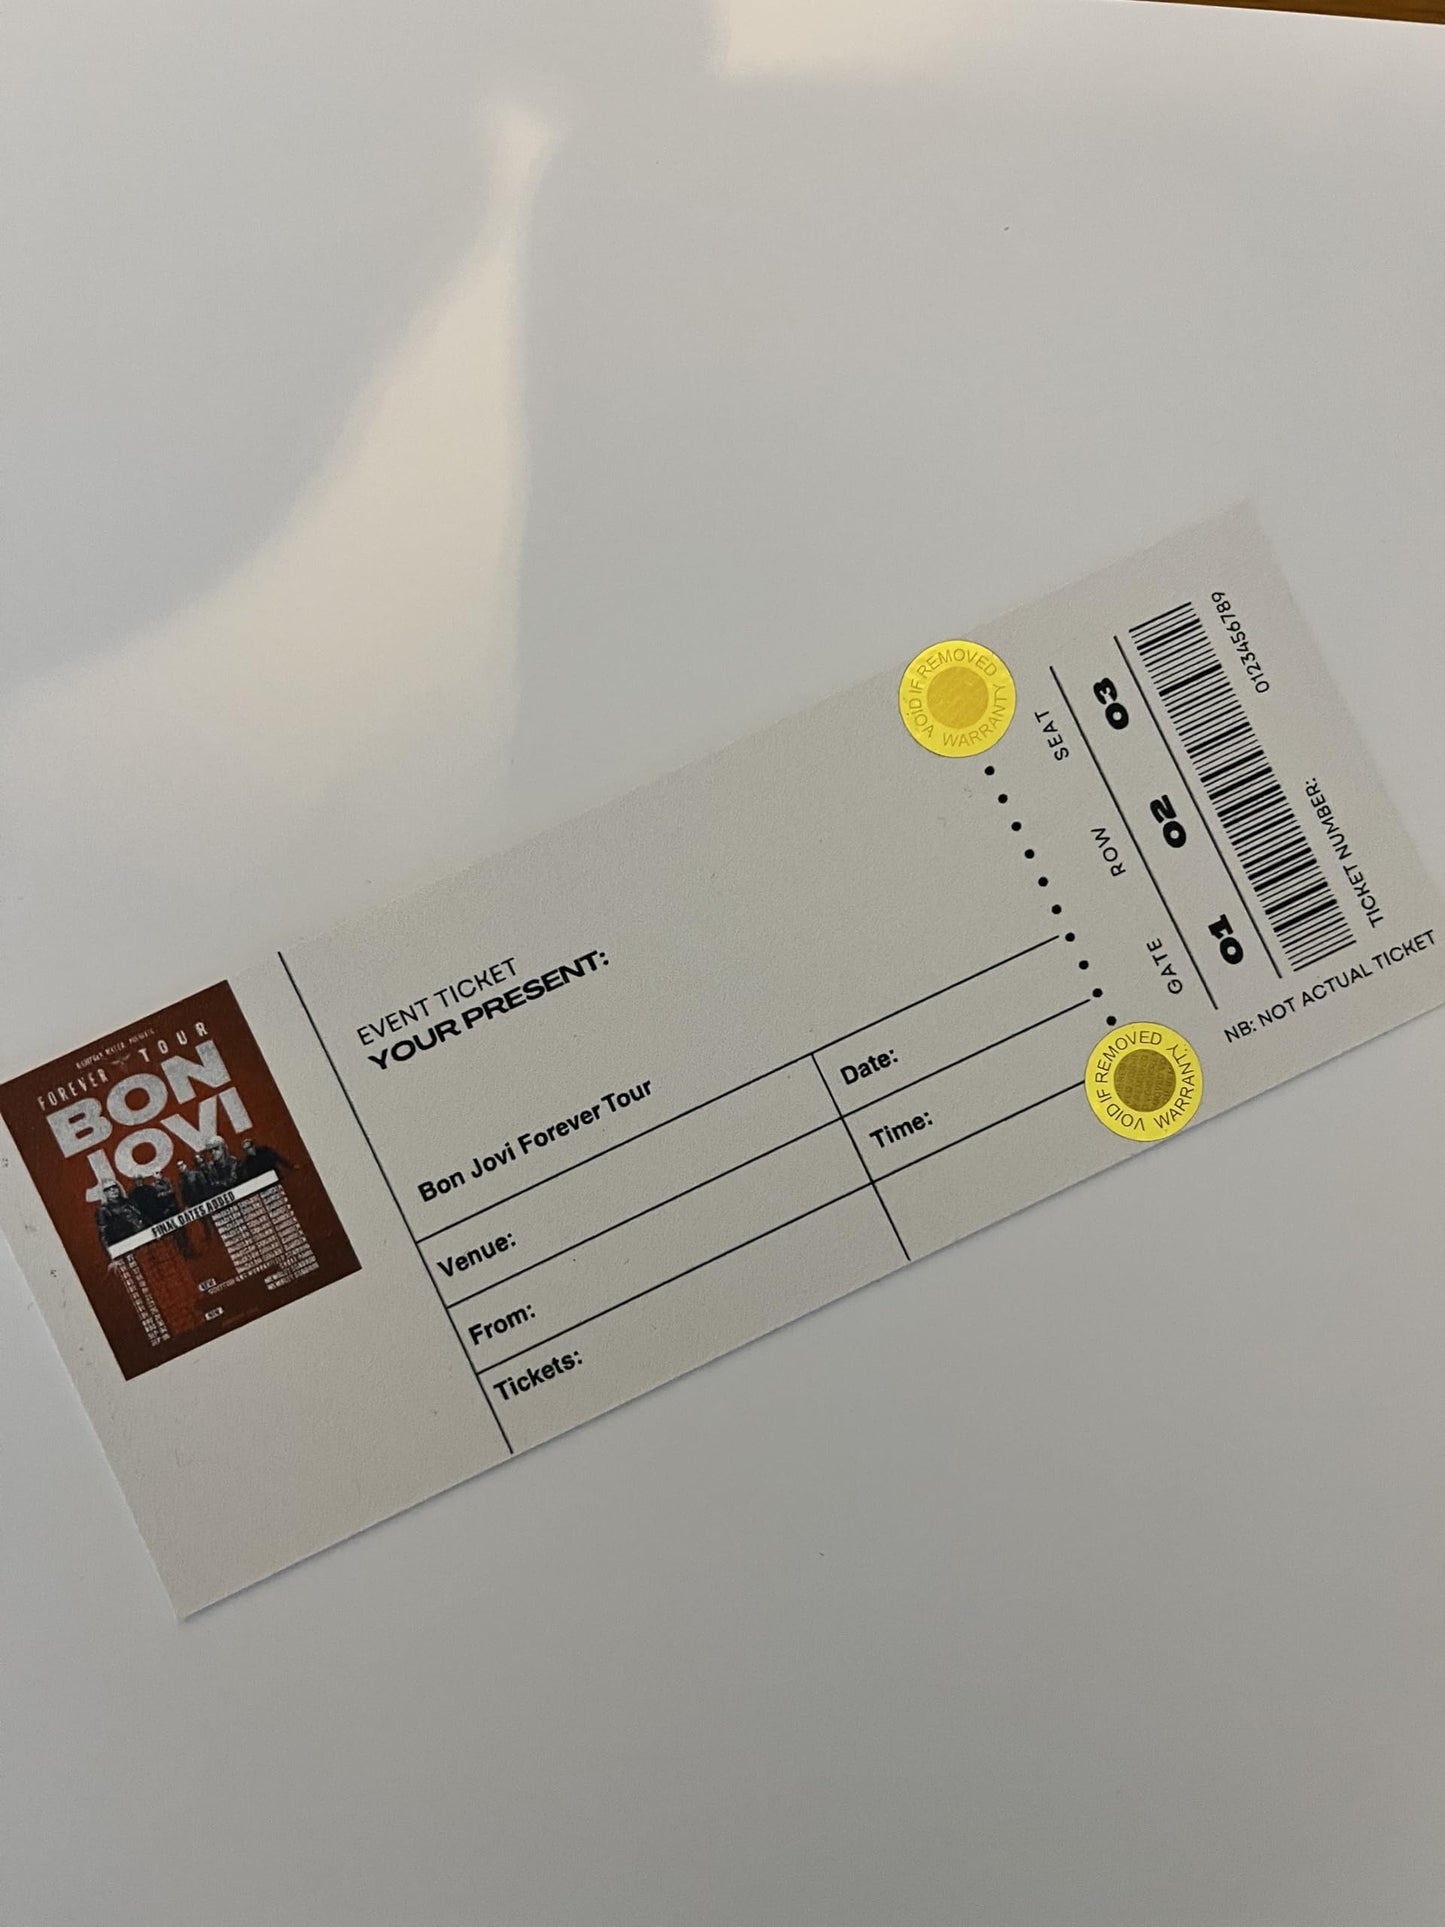 FOREVER TOUR
BON
JOVI
FINAL DATES ADDED
NEW
NEW
EVENT TICKET
YOUR PRESENT:
Bon Jovi Forever Tour
Venue:
Date:
From:
Time:
Tickets:
VOID IF REMOVED
WARRANTY
VOID IF REMOVED
WARRANTY
SEAT
03
ROW
02
GATE
01
TICKET NUMBER:
0123456789
NB: NOT ACTUAL TICKET